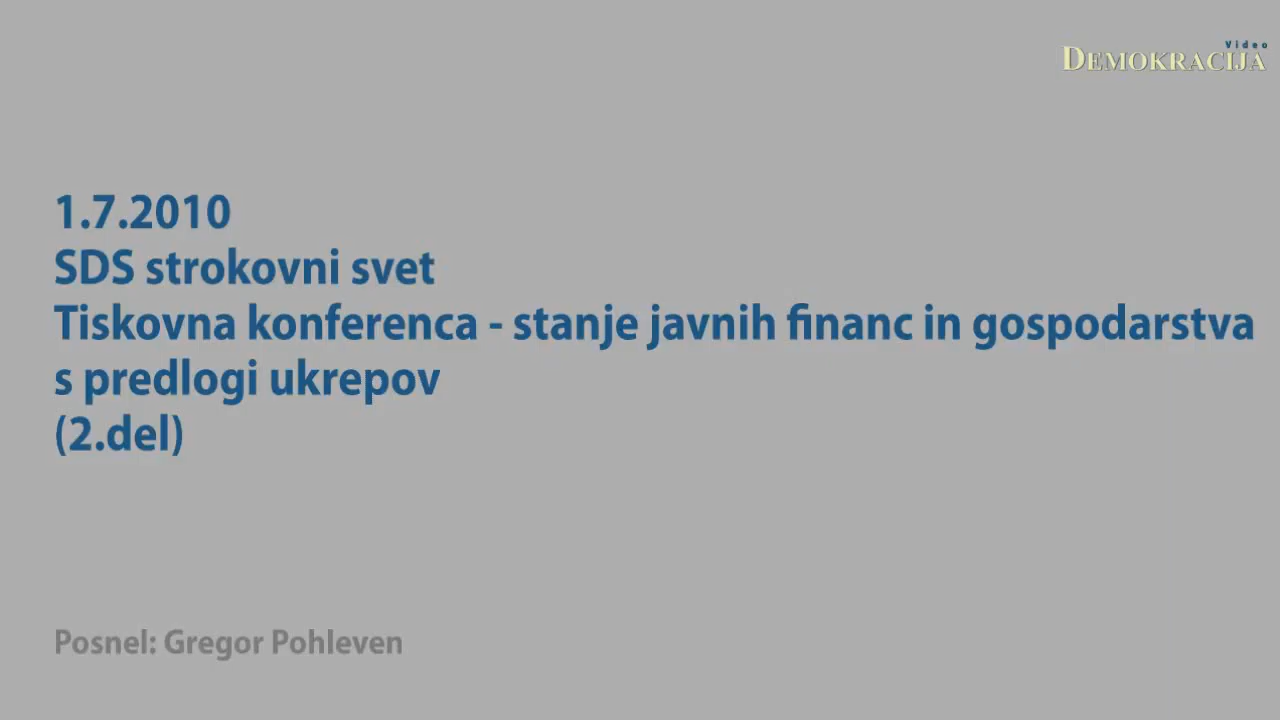 Video
DEMOKRACIJA
1.7.2010
SDS strokovni svet
Tiskovna konferenca - stanje javnih financ in gospodarstva
s predlogi ukrepov
(2.del)
Posnel: Gregor Pohleven